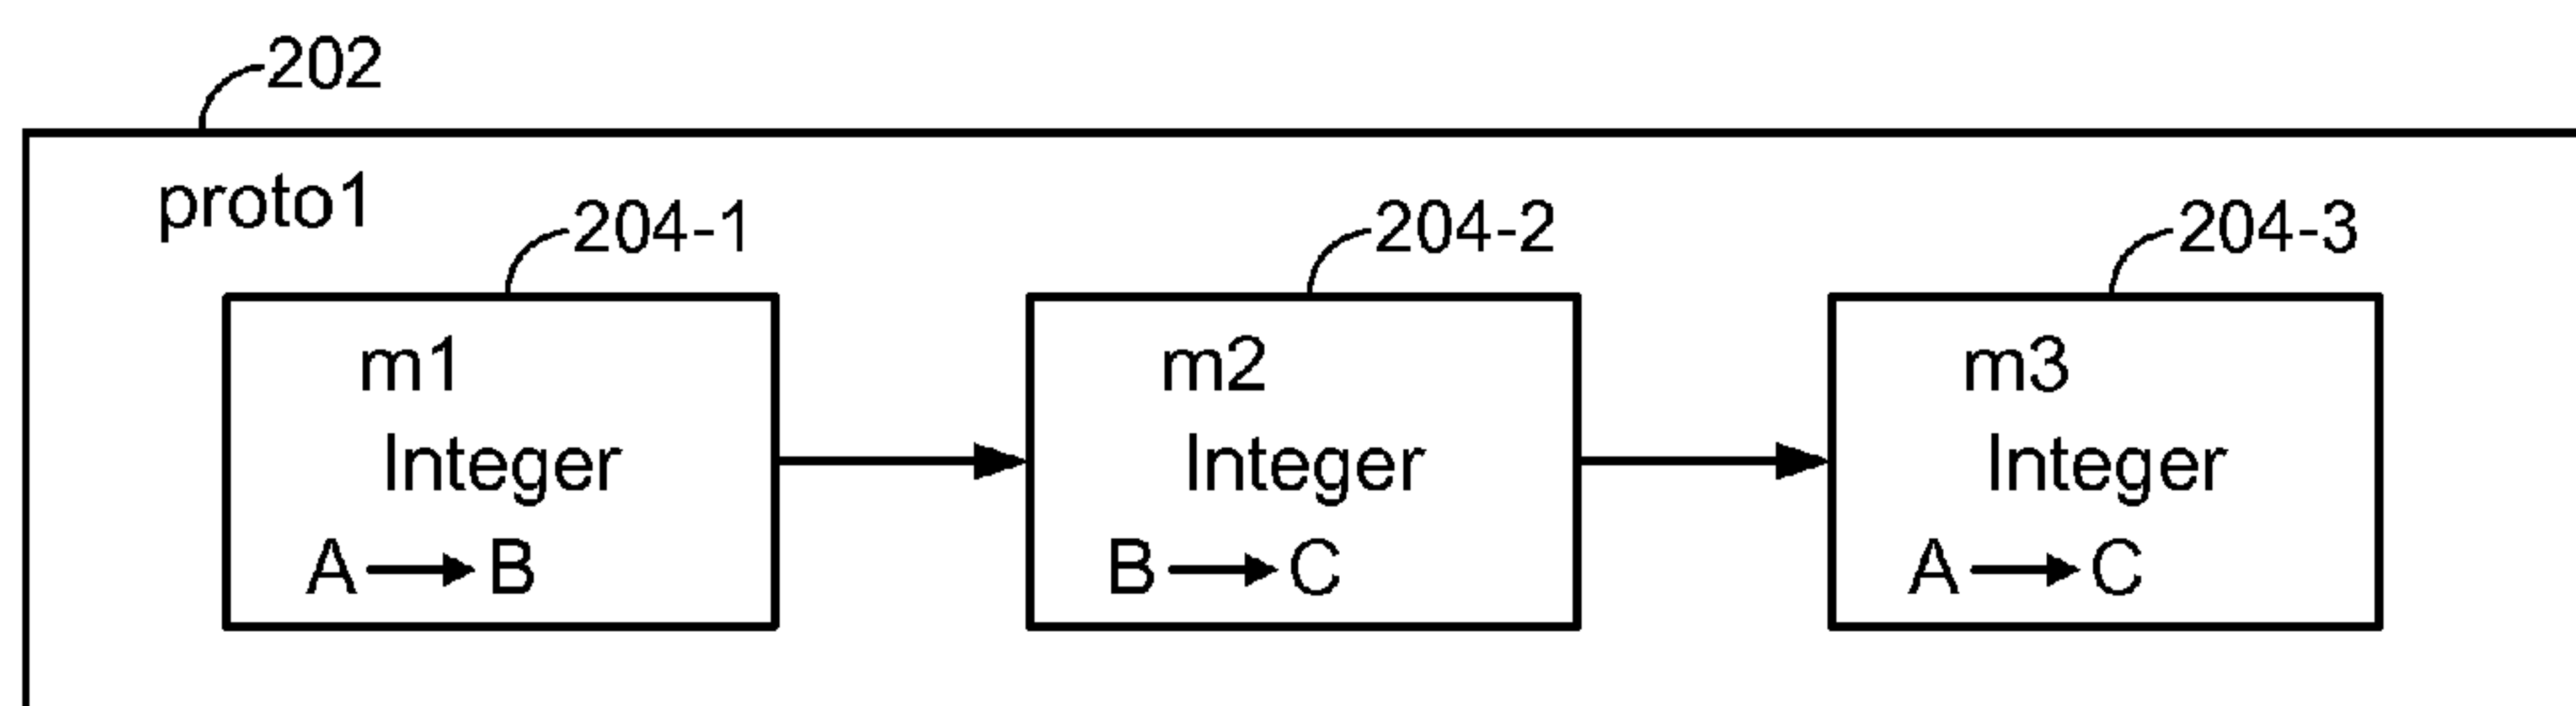 202
proto1
204-1
204-2
204-3
m1
Integer
A → B
m2
Integer
B → C
m3
Integer
A → C